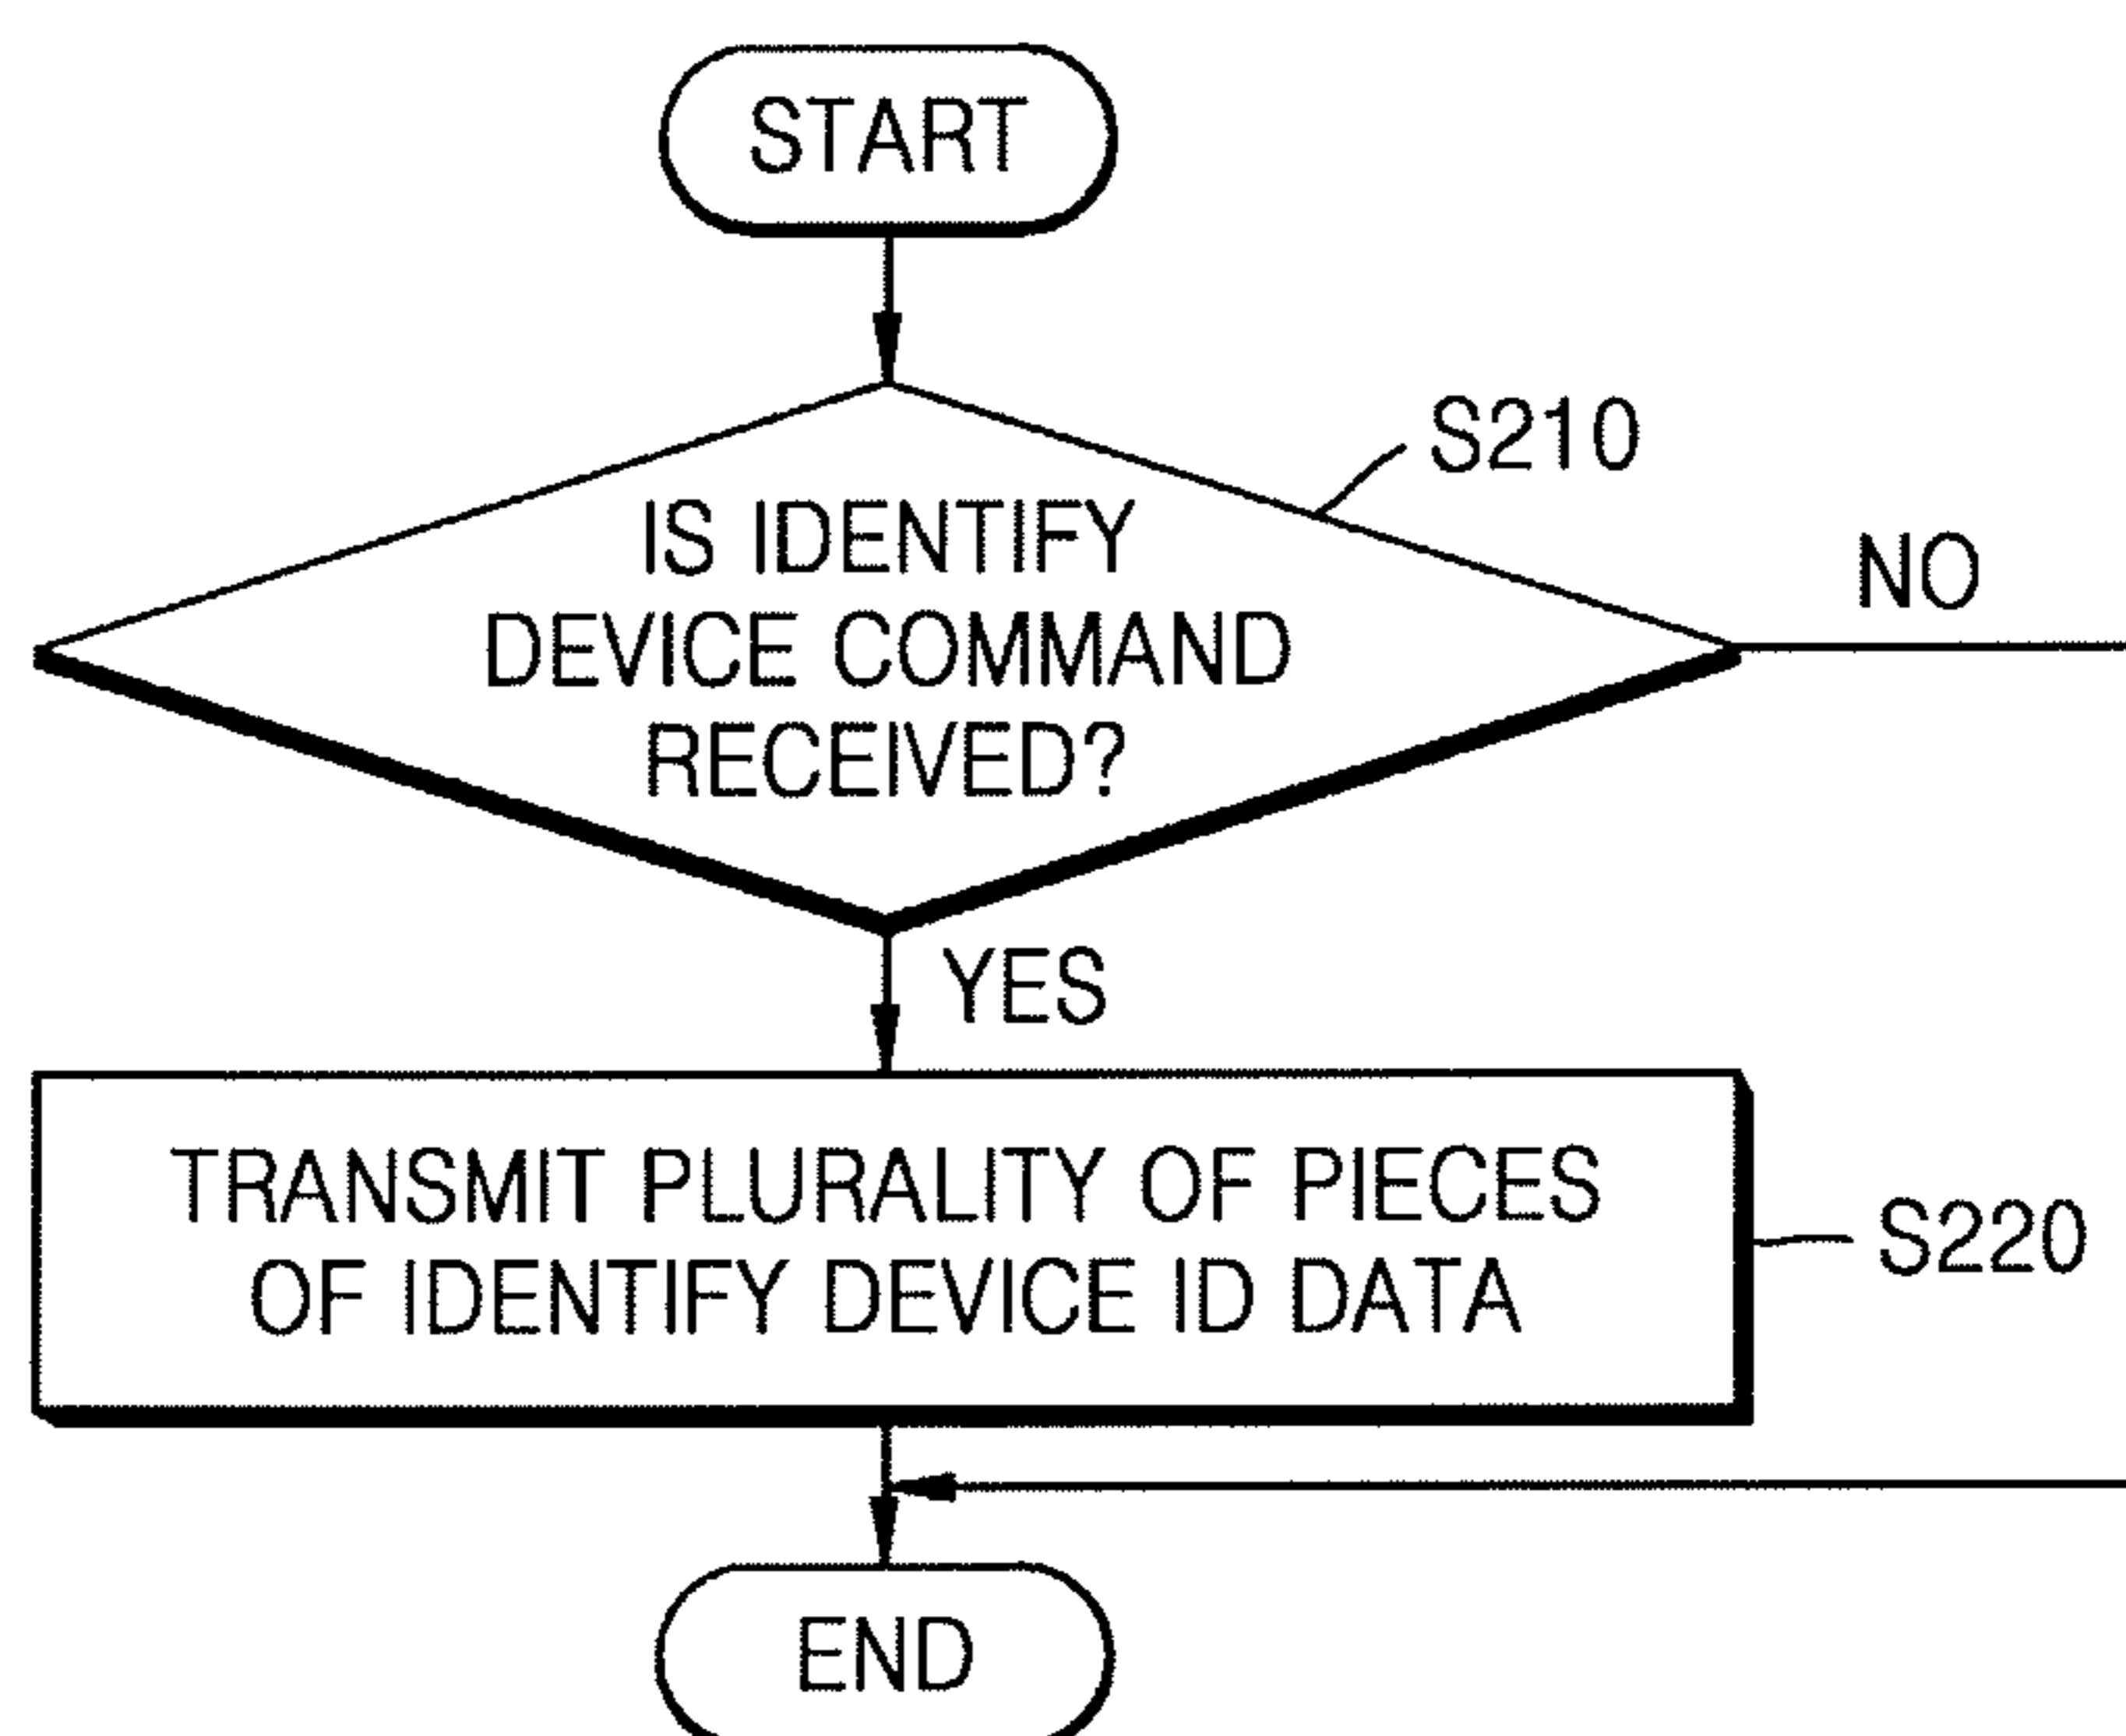 START
S210
IS IDENTIFY
DEVICE COMMAND
RECEIVED?
NO
YES
TRANSMIT PLURALITY OF PIECES
OF IDENTIFY DEVICE ID DATA
S220
END